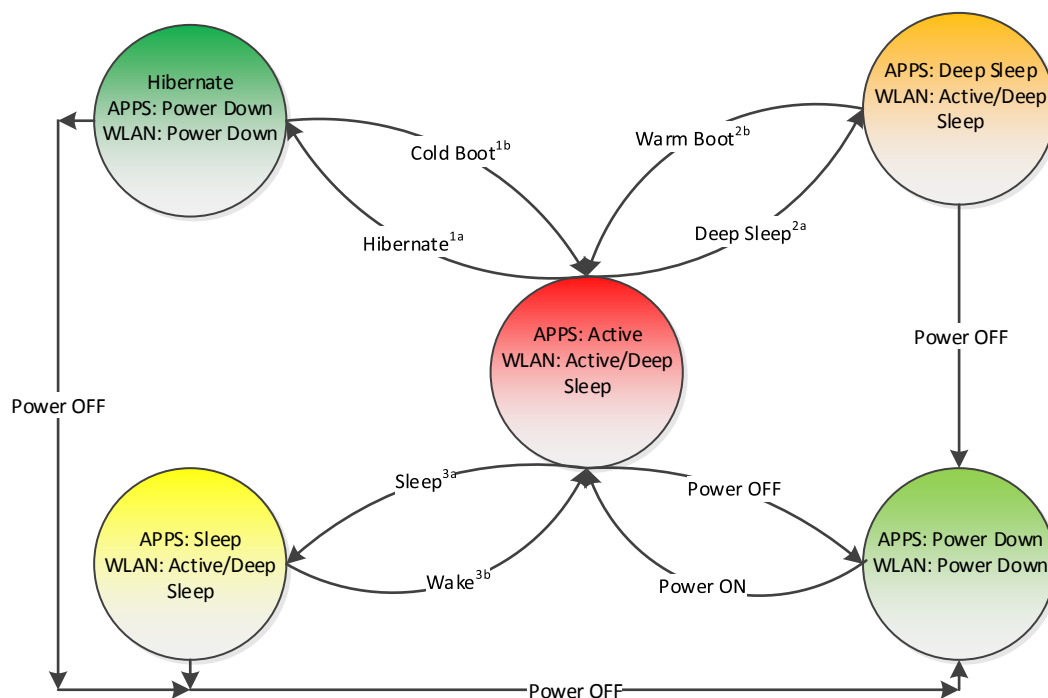 Hibernate
APPS: Power Down
WLAN: Power Down
APPS: Deep Sleep
WLAN: Active/Deep
Sleep
Cold Boot1b
Warm Boot2b
Hibernate1a
Deep Sleep2a
APPS: Active
WLAN: Active/Deep
Sleep
Power OFF
Power OFF
Sleep3a
Power OFF
APPS: Sleep
WLAN: Active/Deep
Sleep
APPS: Power Down
WLAN: Power Down
Wake3b
Power ON
Power OFF